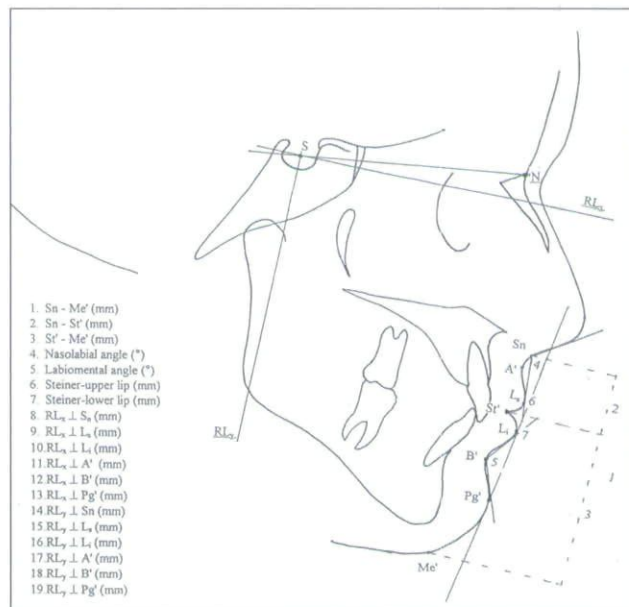 S
N
RLx
1. Sn - Me' (mm)
2. Sn - St' (mm)
3. St' - Me' (mm)
4. Nasolabial angle (°)
5. Labiomental angle (°)
6. Steiner-upper lip (mm)
7. Steiner-lower lip (mm)
8. RLx ⊥ Sn (mm)
9. RLx ⊥ Ls (mm)
10. RLx ⊥ Li (mm)
11. RLx ⊥ A' (mm)
12. RLx ⊥ B' (mm)
13. RLx ⊥ Pg' (mm)
14. RLy ⊥ Sn (mm)
15. RLy ⊥ Ls (mm)
16. RLy ⊥ Li (mm)
17. RLy ⊥ A' (mm)
18. RLy ⊥ B' (mm)
19. RLy ⊥ Pg' (mm)
Sn
4
A'
Ls
6
2
St'
Li
7
B'
5
1
Pg'
3
Me'